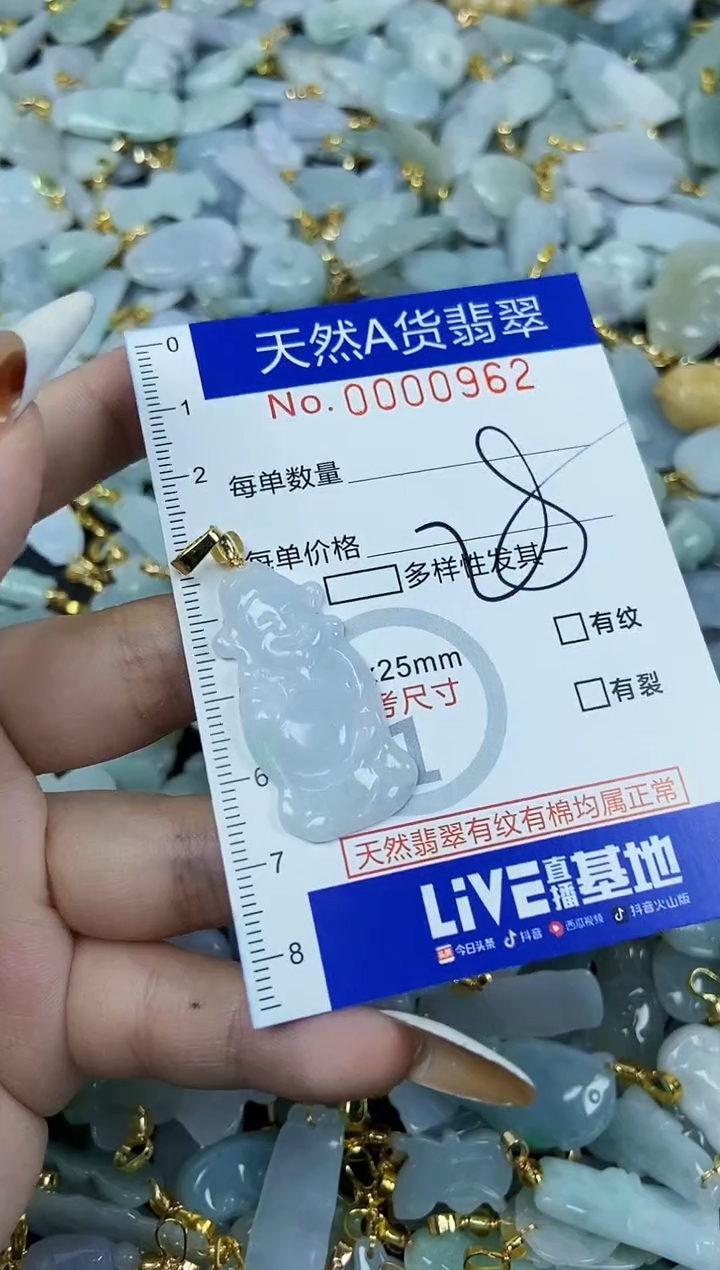 天然A货翡翠
No. 0000962
0
1
2
每单数量
每单价格
多样性发其一
有纹
25mm
考尺寸
有裂
6
天然翡翠有纹有棉均属正常
7
LiVE直播基地
8
头条 今日头条 抖音 西瓜视频 抖音火山版